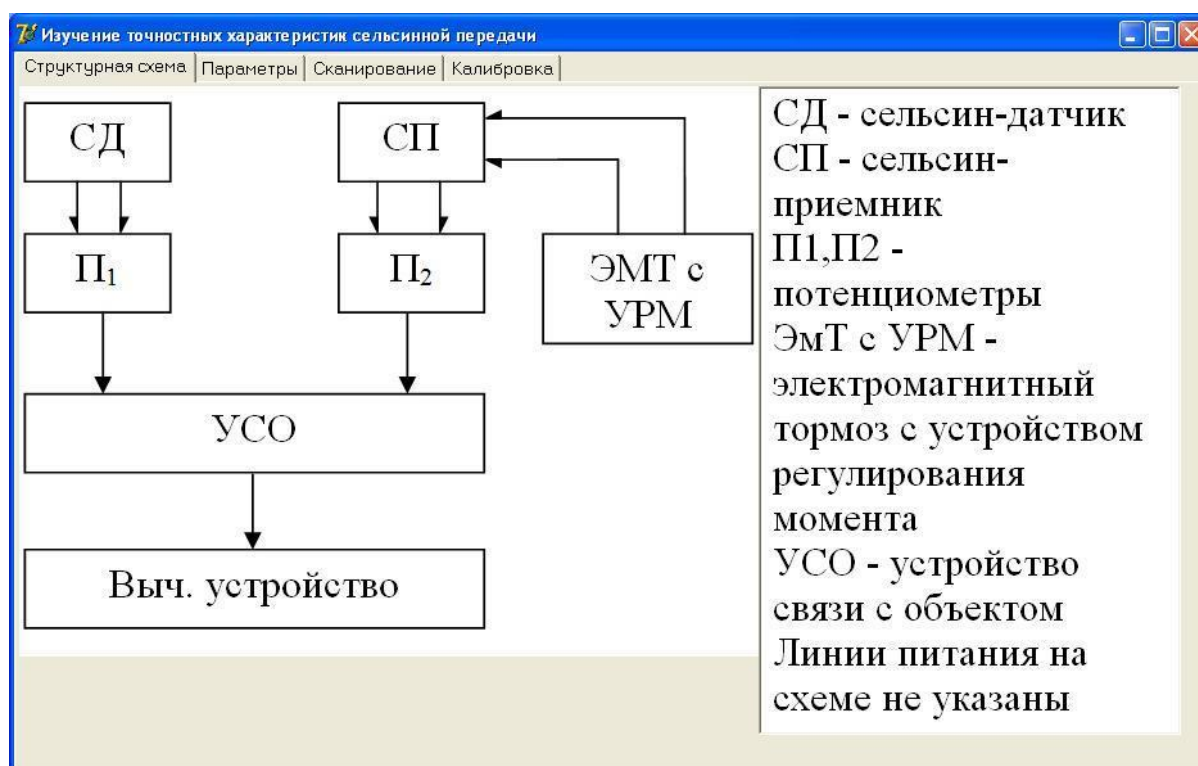 Изучение точностных характеристик сельсинной передачи
Структурная схема Параметры Сканирование Калибровка
СД
СП
П1
П2
ЭМТ с
УРМ
УСО
Выч. устройство
СД - сельсин-датчик
СП - сельсин-
приемник
П1,П2 -
потенциометры
ЭмТ с УРМ -
электромагнитный
тормоз с устройством
регулирования
момента
УСО - устройство
связи с объектом
Линии питания на
схеме не указаны